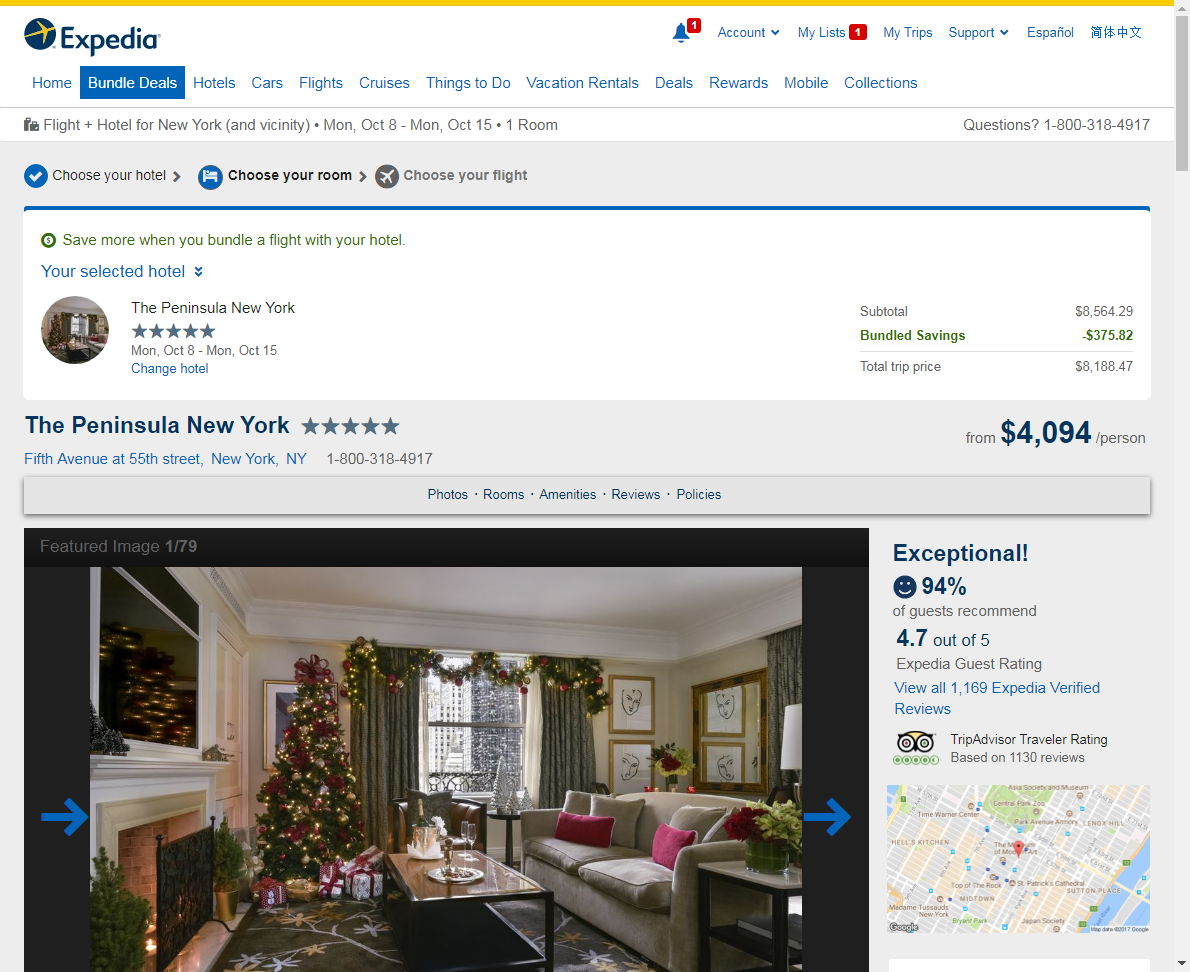 Expedia
1
Account
My Lists 1
My Trips
Support
Español
简体中文
Home
Bundle Deals
Hotels
Cars
Flights
Cruises
Things to Do
Vacation Rentals
Deals
Rewards
Mobile
Collections
Flight + Hotel for New York (and vicinity) • Mon, Oct 8 - Mon, Oct 15 • 1 Room
Questions? 1-800-318-4917
Choose your hotel
Choose your room
Choose your flight
Save more when you bundle a flight with your hotel.
Your selected hotel
The Peninsula New York
Mon, Oct 8 - Mon, Oct 15
Change hotel
Subtotal $8,564.29
Bundled Savings -$375.82
Total trip price $8,188.47
The Peninsula New York
from $4,094 /person
Fifth Avenue at 55th street, New York, NY 1-800-318-4917
Photos · Rooms · Amenities · Reviews · Policies
Featured Image 1/79
Exceptional!
94%
of guests recommend
4.7 out of 5
Expedia Guest Rating
View all 1,169 Expedia Verified
Reviews
TripAdvisor Traveler Rating
Based on 1130 reviews
Asia Society and Museum
Central Park Zoo
Time Warner Center
Park Avenue Armory
LENOX HILL
HELL'S KITCHEN
The Museum
of Modern Art
Top of The Rock
St. Patrick's Cathedral
SUTTON PLACE
MIDTOWN
Madame Tussauds
New York
Bryant Park
Japan Society
East River
Google
Map data ©2017 Google